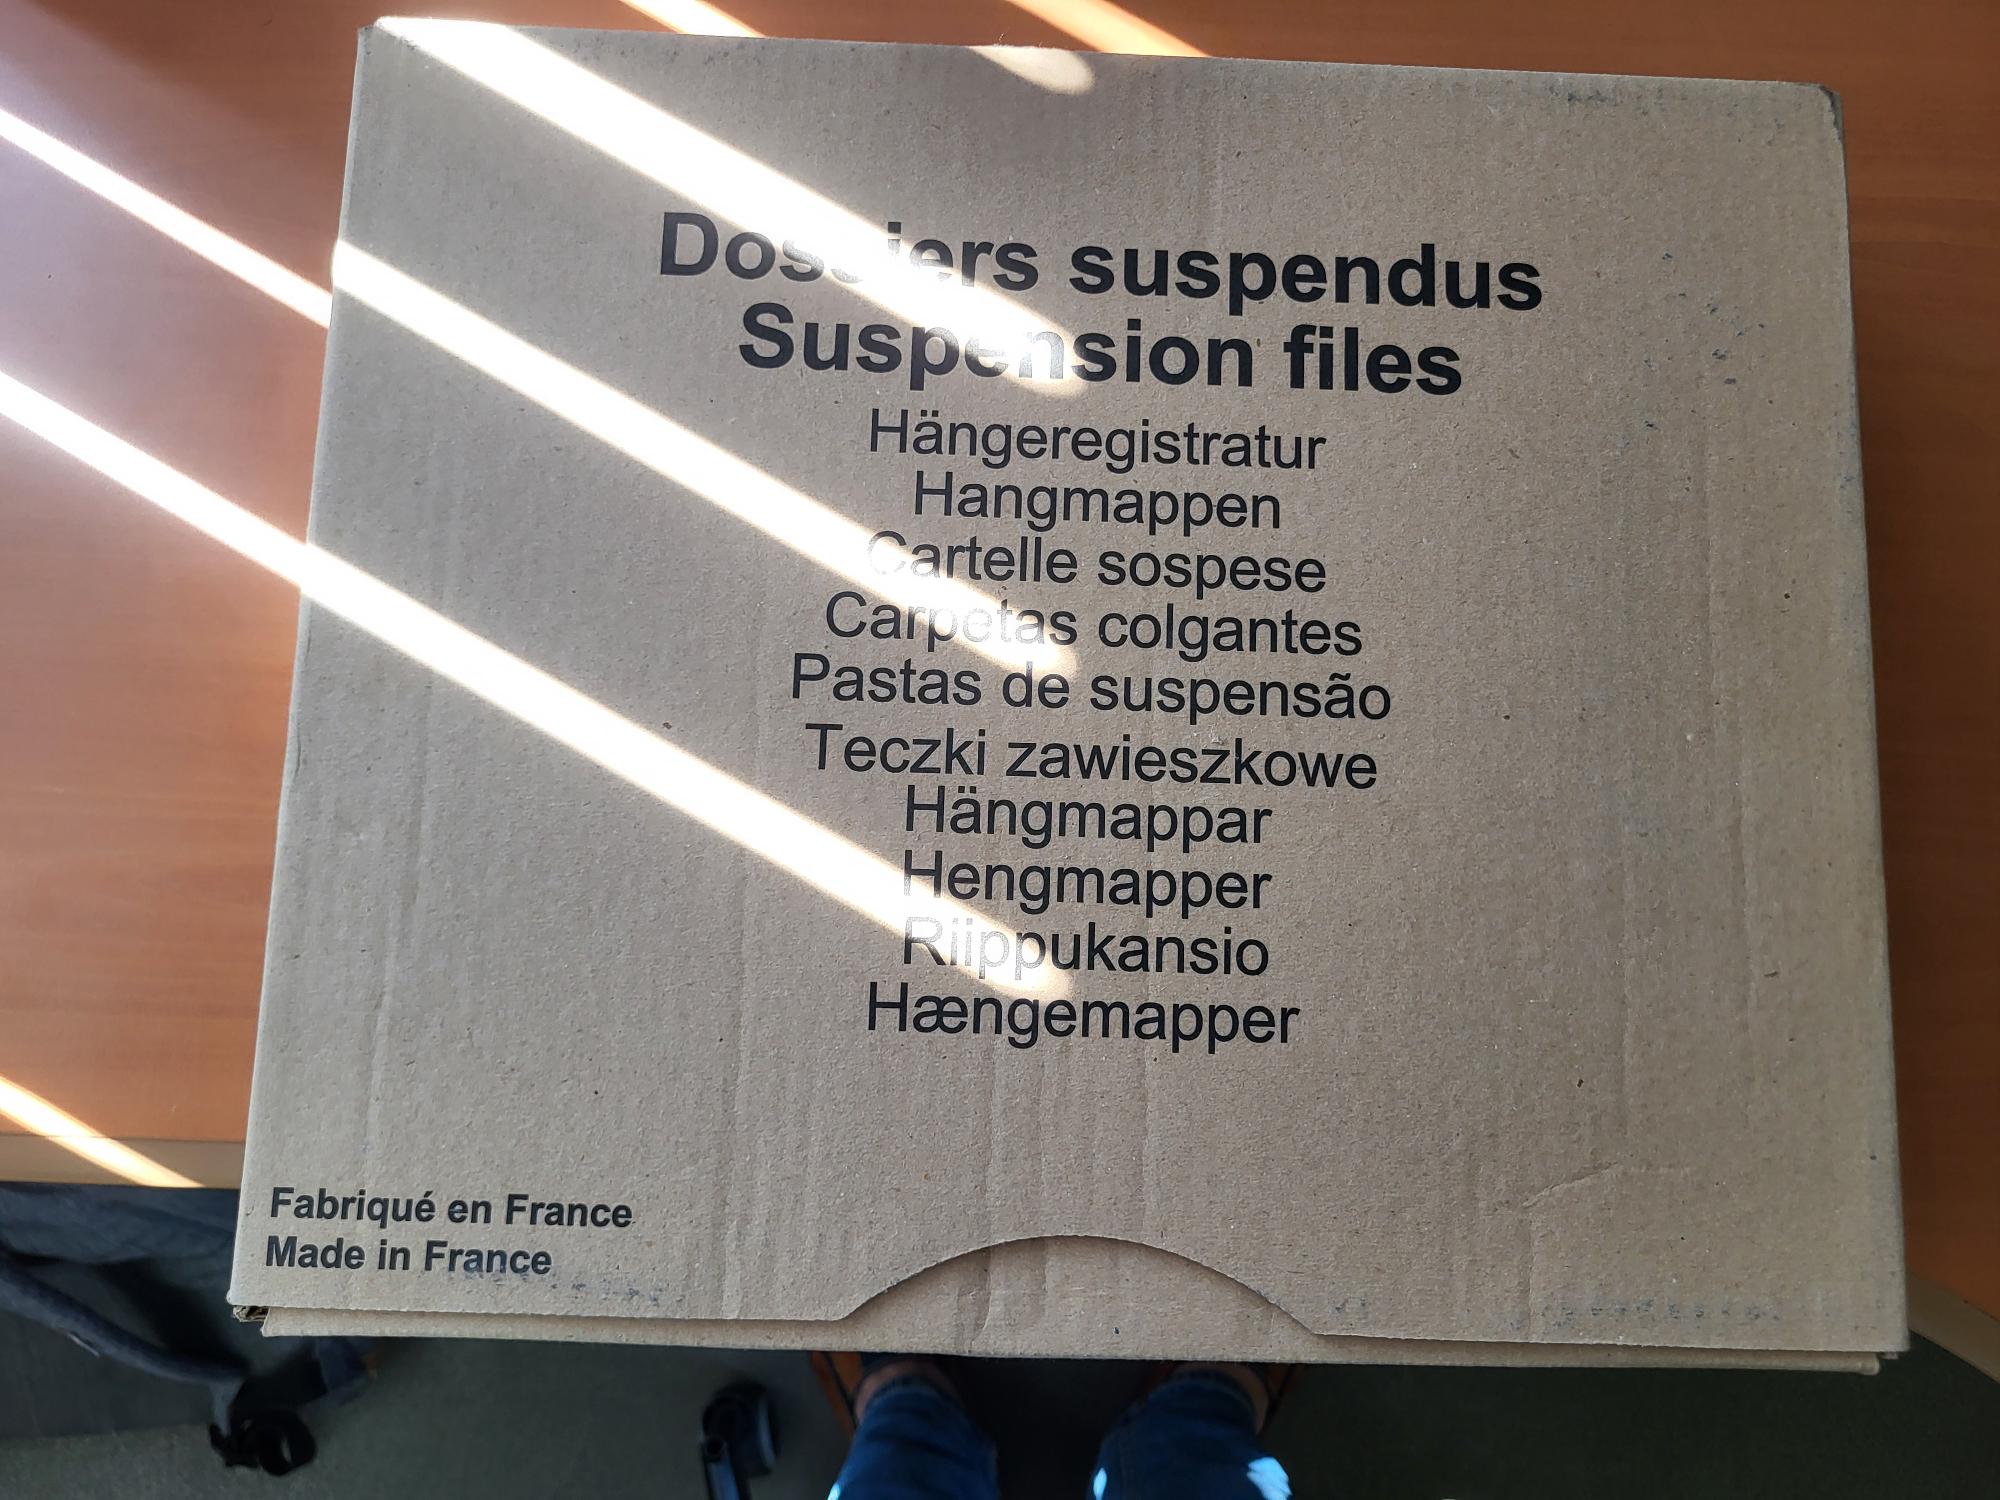 Dossiers suspendus
Suspension files
Hängeregistratur
Hangmappen
Cartelle sospese
Carpetas colgantes
Pastas de suspensão
Teczki zawieszkowe
Hängmappar
Hengmapper
Riippukansio
Hængemapper
Fabriqué en France
Made in France